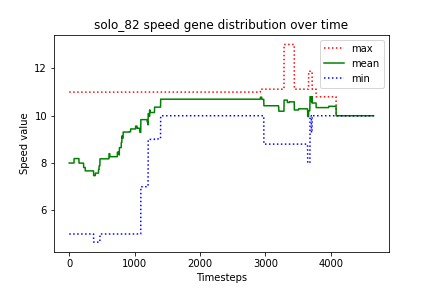 solo_82 speed gene distribution over time
max
mean
min
Speed value
12
10
8
6
0
1000
2000
3000
4000
Timesteps